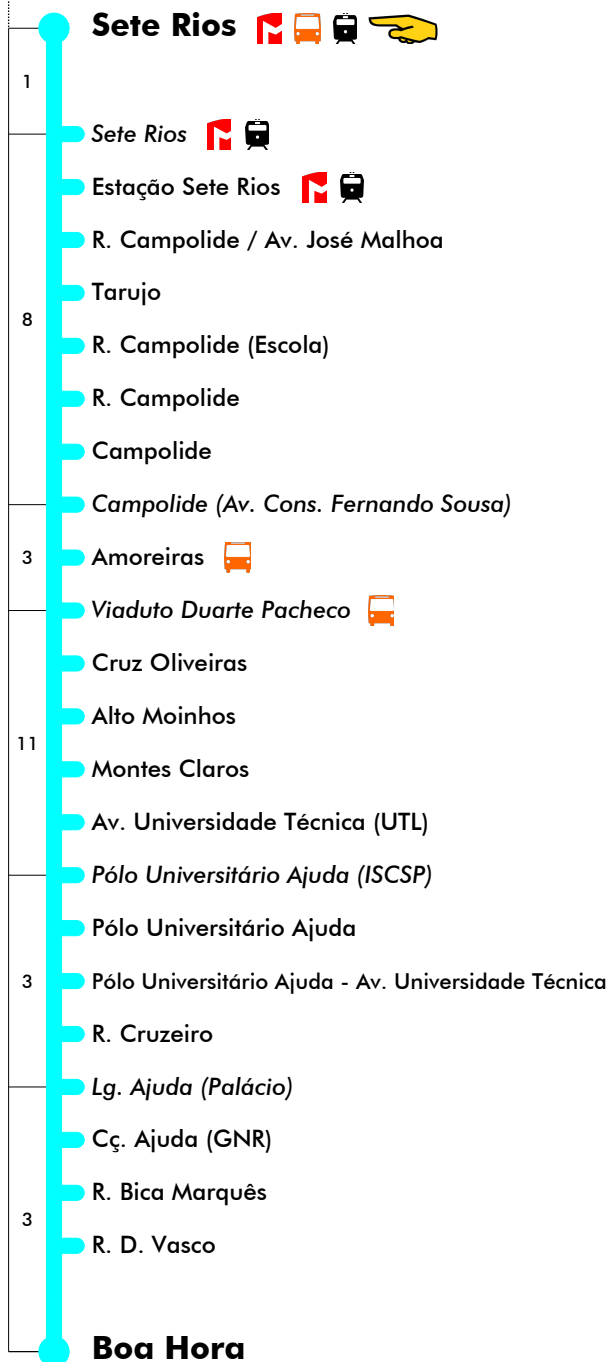 Sete Rios
1
Sete Rios
Estação Sete Rios
R. Campolide / Av. José Malhoa
Tarujo
8
R. Campolide (Escola)
R. Campolide
Campolide
Campolide (Av. Cons. Fernando Sousa)
3
Amoreiras
Viaduto Duarte Pacheco
Cruz Oliveiras
Alto Moinhos
11
Montes Claros
Av. Universidade Técnica (UTL)
Pólo Universitário Ajuda (ISCSP)
Pólo Universitário Ajuda
3
Pólo Universitário Ajuda - Av. Universidade Técnica
R. Cruzeiro
Lg. Ajuda (Palácio)
Cç. Ajuda (GNR)
R. Bica Marquês
3
R. D. Vasco
Boa Hora